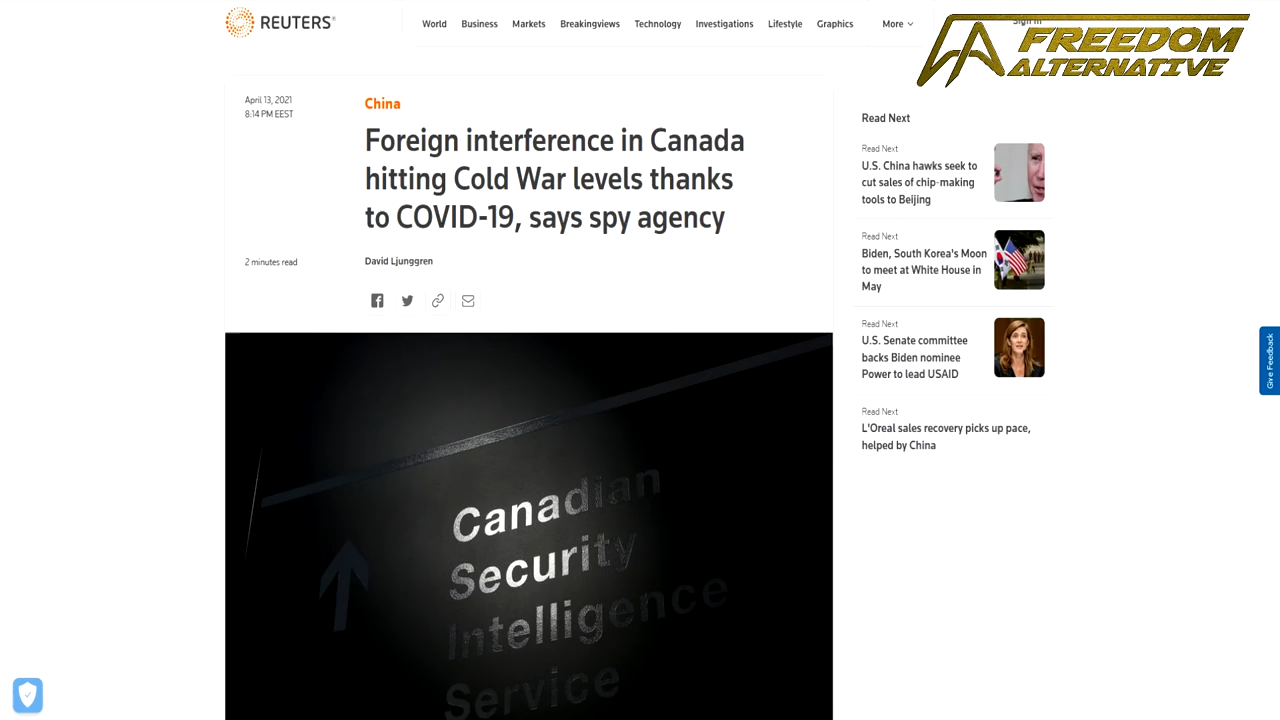 REUTERS
World Business Markets Breakingviews Technology Investigations Lifestyle Graphics More
Sign In
FREEDOM
ALTERNATIVE
April 13, 2021
8:14 PM EEST
China
Foreign interference in Canada
hitting Cold War levels thanks
to COVID-19, says spy agency
2 minutes read
David Ljunggren
Read Next
Read Next
U.S. China hawks seek to
cut sales of chip-making
tools to Beijing
Read Next
Biden, South Korea's Moon
to meet at White House in
May
Read Next
U.S. Senate committee
backs Biden nominee
Power to lead USAID
Read Next
L'Oreal sales recovery picks up pace,
helped by China
Give Feedback
Canadian
Security
Intelligence
Service